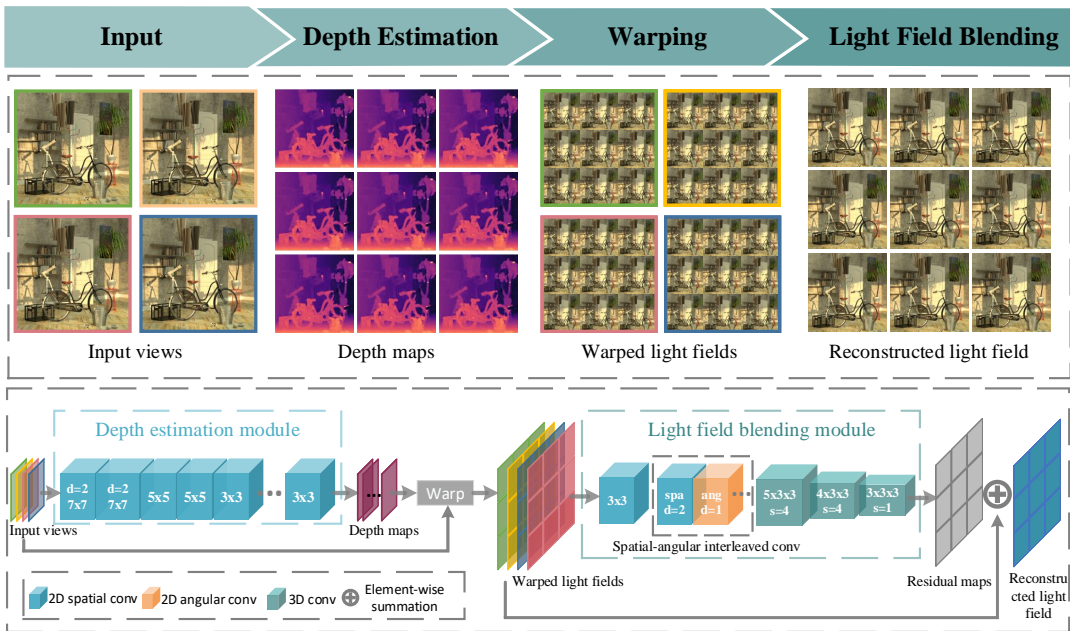 Input
Depth Estimation
Warping
Light Field Blending
Input views
Depth maps
Warped light fields
Reconstructed light field
Depth estimation module
d=2
7x7
d=2
7x7
5x5
5x5
3x3
...
3x3
Input views
...
Depth maps
Warp
Light field blending module
3x3
spa
d=2
ang
d=1
...
5x3x3
s=4
4x3x3
s=4
3x3x3
s=1
Spatial-angular interleaved conv
Warped light fields
Residual maps
Reconstru
cted light
field
2D spatial conv
2D angular conv
3D conv
Element-wise
summation